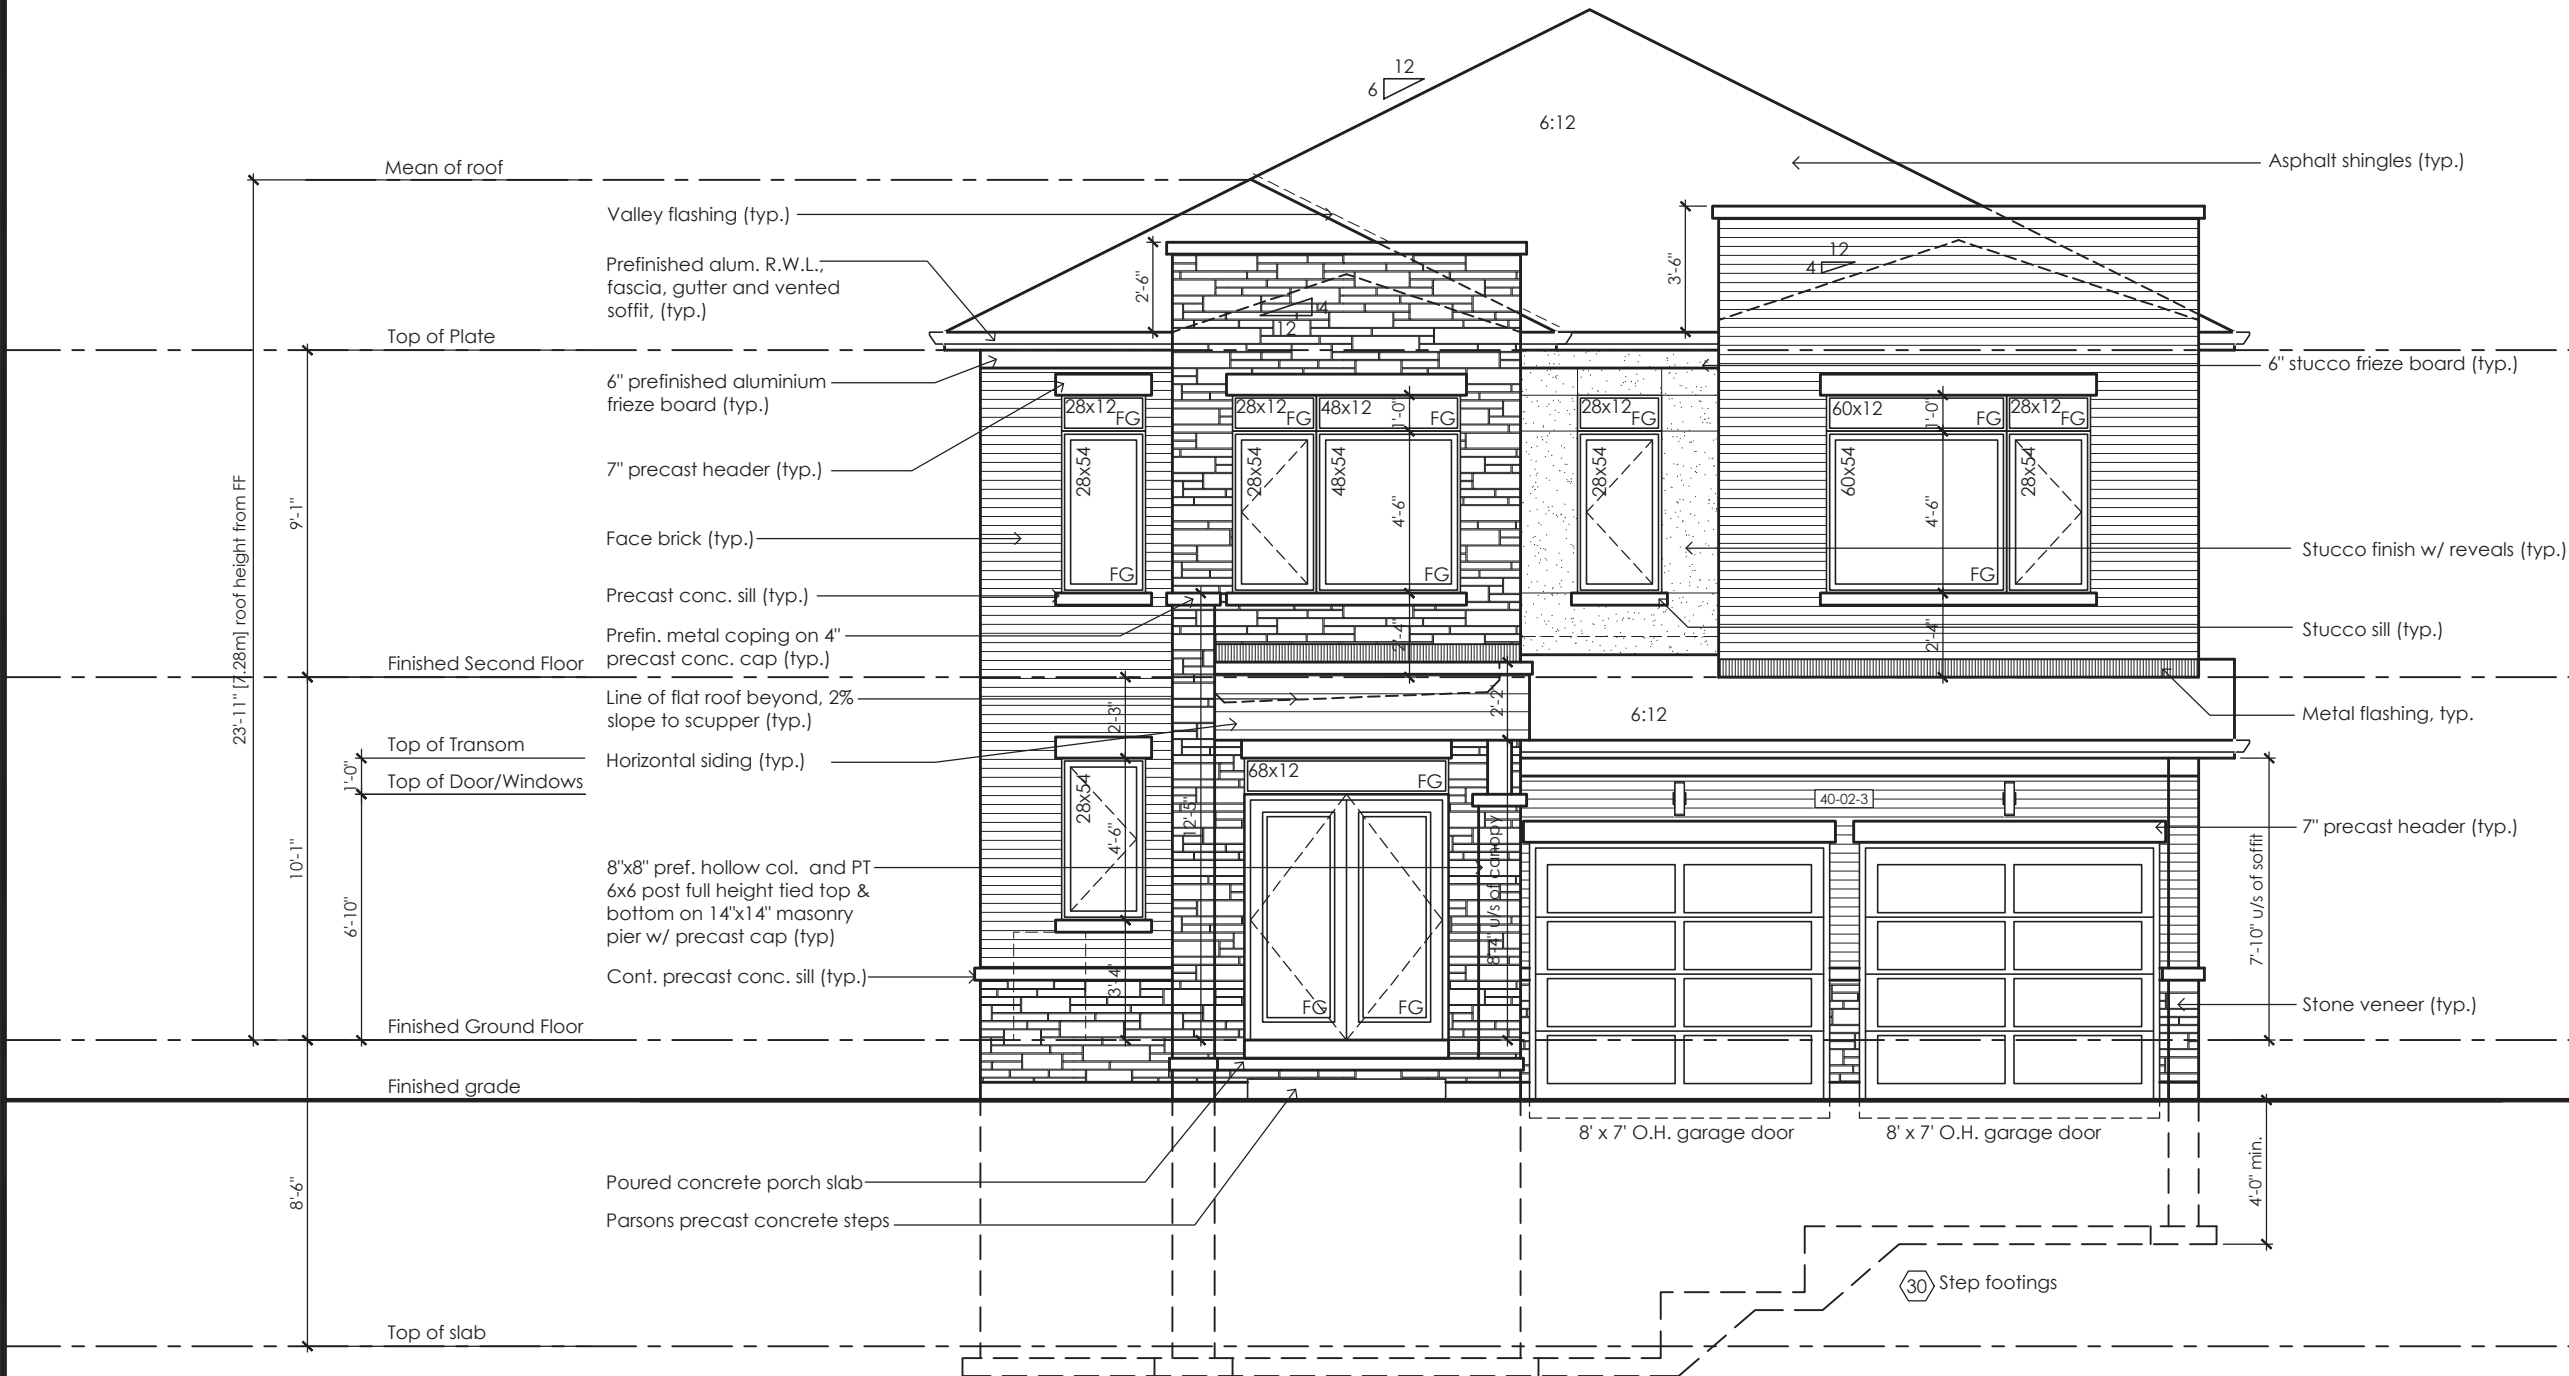 12
6
6:12
Mean of roof
Asphalt shingles (typ.)
Valley flashing (typ.)
Prefinished alum. R.W.L.,
fascia, gutter and vented
soffit, (typ.)
2'-6"
3'-6"
12
4
4
12
Top of Plate
6" prefinished aluminium
frieze board (typ.)
6" stucco frieze board (typ.)
28x12 FG
28x12 FG
48x12 FG
1'-0"
28x12 FG
60x12 FG
1'-0"
28x12 FG
7" precast header (typ.)
28x54
FG
28x54
48x54
4'-6"
FG
28x54
60x54
4'-6"
FG
28x54
23'-11" [7.28m] roof height from FF
9'-1"
Face brick (typ.)
Stucco finish w/ reveals (typ.)
Precast conc. sill (typ.)
Prefin. metal coping on 4"
precast conc. cap (typ.)
2'-4"
2'-4"
Stucco sill (typ.)
Finished Second Floor
Line of flat roof beyond, 2%
slope to scupper (typ.)
2'-3"
2'-2"
6:12
Metal flashing, typ.
Top of Transom
1'-0"
Top of Door/Windows
Horizontal siding (typ.)
68x12 FG
40-02-3
28x54
4'-6"
12'-5"
7" precast header (typ.)
10'-1"
6'-10"
8"x8" pref. hollow col. and PT
6x6 post full height tied top &
bottom on 14"x14" masonry
pier w/ precast cap (typ)
8'-4" u/s of canopy
7'-10" u/s of soffit
Cont. precast conc. sill (typ.)
3'-4"
FG
FG
Stone veneer (typ.)
Finished Ground Floor
Finished grade
8' x 7' O.H. garage door
8' x 7' O.H. garage door
8'-6"
4'-0" min.
Poured concrete porch slab
Parsons precast concrete steps
30 Step footings
Top of slab